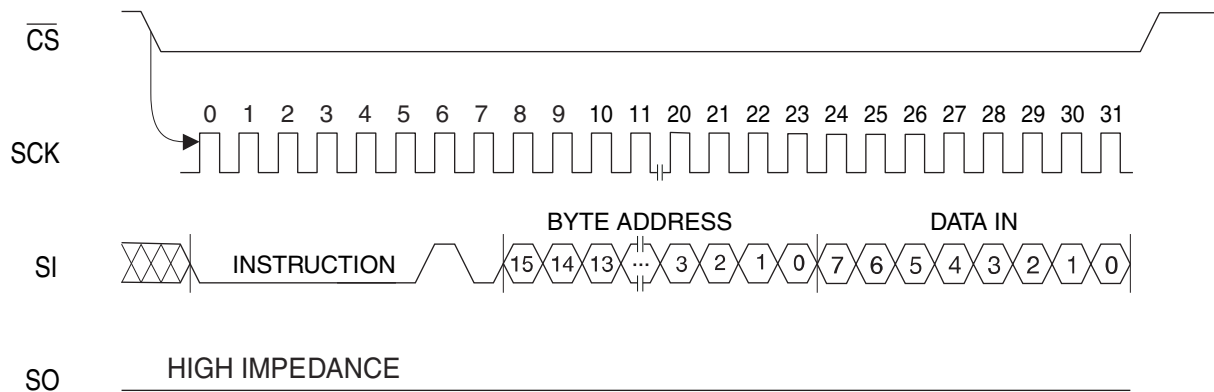 CS
SCK
0 1 2 3 4 5 6 7 8 9 10 11 20 21 22 23 24 25 26 27 28 29 30 31
BYTE ADDRESS DATA IN
SI
INSTRUCTION 15 14 13 ... 3 2 1 0 7 6 5 4 3 2 1 0
SO
HIGH IMPEDANCE